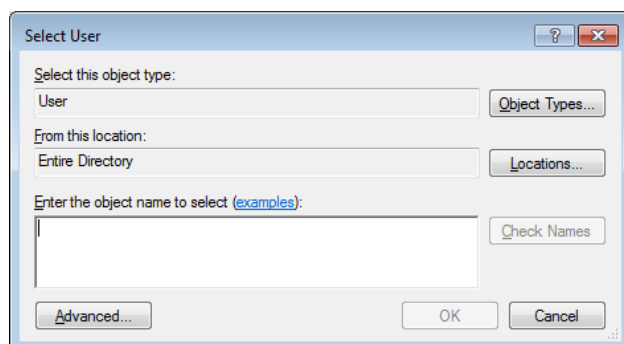 Select User
Select this object type:
User
Object Types...
From this location:
Entire Directory
Locations...
Enter the object name to select (examples):
Check Names
Advanced...
OK
Cancel